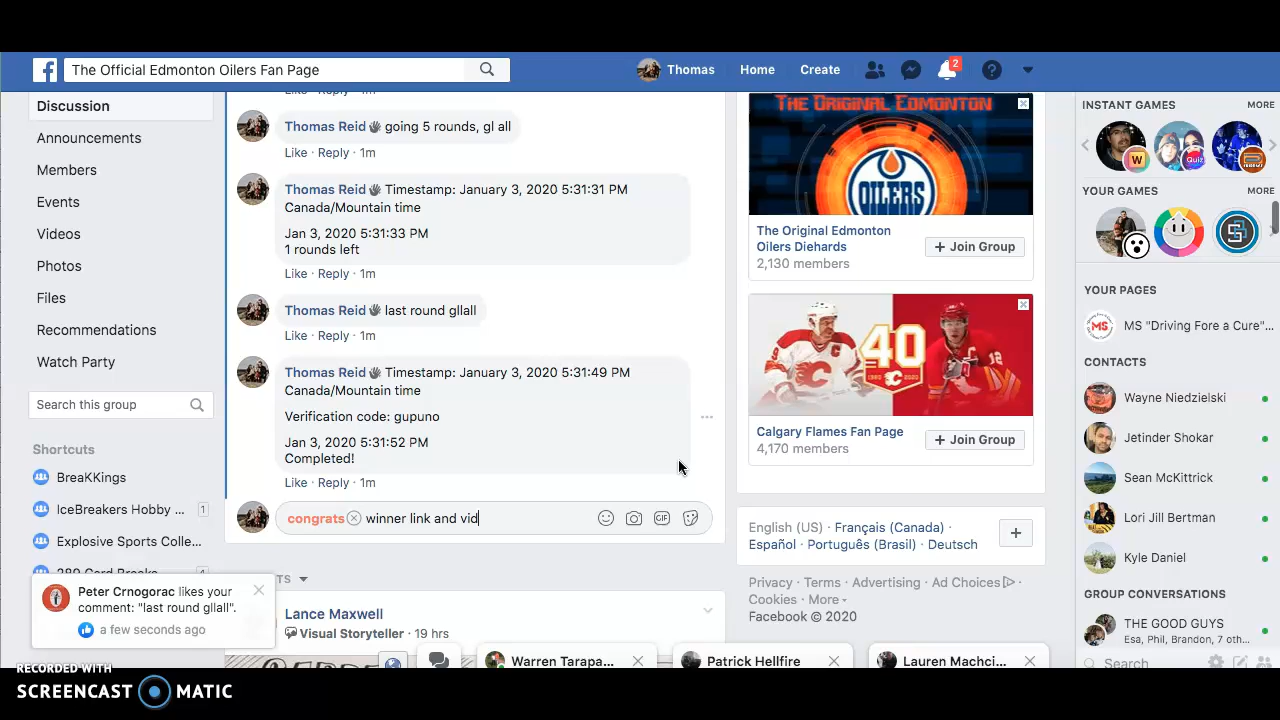 The Official Edmonton Oilers Fan Page
Thomas
Home
Create
2
Discussion
Announcements
Members
Events
Videos
Photos
Files
Recommendations
Watch Party
Search this group
Shortcuts
BreaKKings
IceBreakers Hobby ...
1
Explosive Sports Colle...
Like · Reply · 1m
Thomas Reid going 5 rounds, gl all
Like · Reply · 1m
Thomas Reid Timestamp: January 3, 2020 5:31:31 PM
Canada/Mountain time
Jan 3, 2020 5:31:33 PM
1 rounds left
Like · Reply · 1m
Thomas Reid last round gllall
Like · Reply · 1m
Thomas Reid Timestamp: January 3, 2020 5:31:49 PM
Canada/Mountain time
Verification code: gupuno
Jan 3, 2020 5:31:52 PM
Completed!
Like · Reply · 1m
congrats winner link and vid
GIF
Lance Maxwell
Visual Storyteller · 19 hrs
Peter Crnogorac likes your
comment: "last round gllall".
a few seconds ago
THE ORIGINAL EDMONTON
OILERS
The Original Edmonton
Oilers Diehards
+ Join Group
2,130 members
40
Calgary Flames Fan Page
+ Join Group
4,170 members
English (US) · Français (Canada) ·
Español · Português (Brasil) · Deutsch
+
Privacy · Terms · Advertising · Ad Choices ·
Cookies · More
Facebook © 2020
INSTANT GAMES
MORE
W
Quiz
YOUR GAMES
MORE
YOUR PAGES
MS
MS "Driving Fore a Cure"...
CONTACTS
Wayne Niedzielski
Jetinder Shokar
Sean McKittrick
Lori Jill Bertman
Kyle Daniel
GROUP CONVERSATIONS
THE GOOD GUYS
Esa, Phil, Brandon, 7 oth...
Search
Warren Tarapa...
Patrick Hellfire
Lauren Machci...
RECORDED WITH
SCREENCAST MATIC